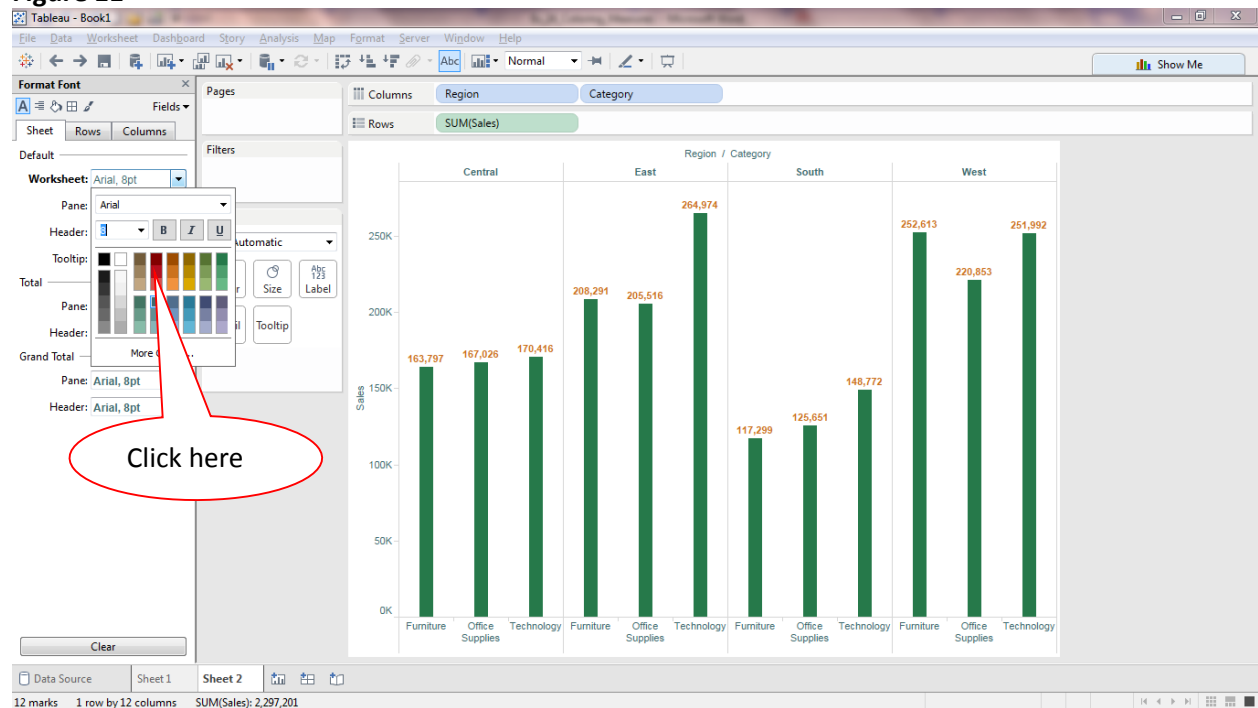 Tableau - Book1
File Data Worksheet Dashboard Story Analysis Map Format Server Window Help
Abc Normal Show Me
Format Font
Fields
Sheet Rows Columns
Default
Worksheet: Arial, 8pt
Pane: Arial
Header: B I U
Tooltip:
Total
Pane:
Header:
Grand Total
More
Pane: Arial, 8pt
Header: Arial, 8pt
Click here
Clear
Pages
Filters
Automatic
Size
Abc
123
Label
Tooltip
Columns Region Category
Rows SUM(Sales)
Region / Category
Central East South West
264,974
252,613 251,992
250K
220,853
208,291 205,516
200K
163,797 167,026 170,416
150K 148,772
125,651
117,299
Sales
100K
50K
0K
Furniture Office Supplies Technology Furniture Office Supplies Technology Furniture Office Supplies Technology Furniture Office Supplies Technology
Data Source Sheet 1 Sheet 2
12 marks 1 row by 12 columns SUM(Sales): 2,297,201